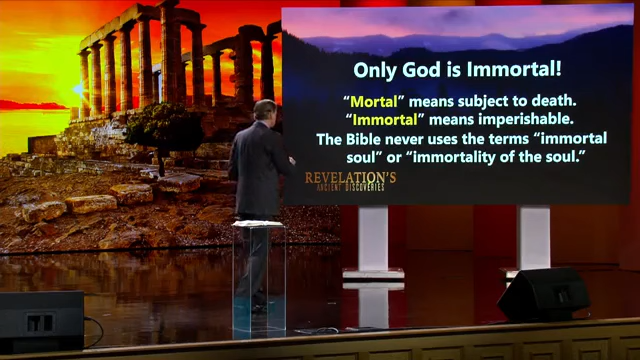 Only God is Immortal!
“Mortal” means subject to death.
“Immortal” means imperishable.
The Bible never uses the terms “immortal
soul” or “immortality of the soul.”
REVELATION'S
ANCIENT DISCOVERIES